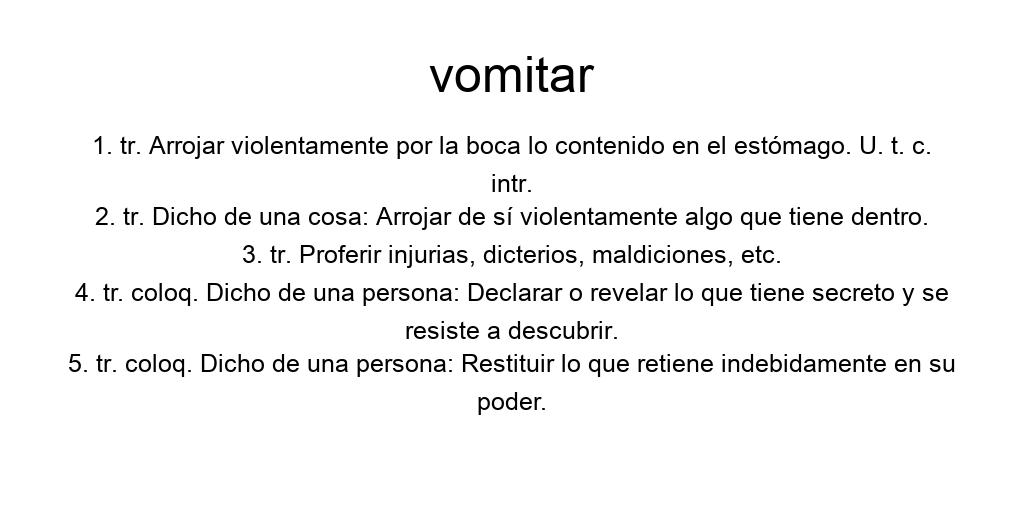 vomitar
1. tr. Arrojar violentamente por la boca lo contenido en el estómago. U. t. c.
intr.
2. tr. Dicho de una cosa: Arrojar de sí violentamente algo que tiene dentro.
3. tr. Proferir injurias, dicterios, maldiciones, etc.
4. tr. coloq. Dicho de una persona: Declarar o revelar lo que tiene secreto y se
resiste a descubrir.
5. tr. coloq. Dicho de una persona: Restituir lo que retiene indebidamente en su
poder.